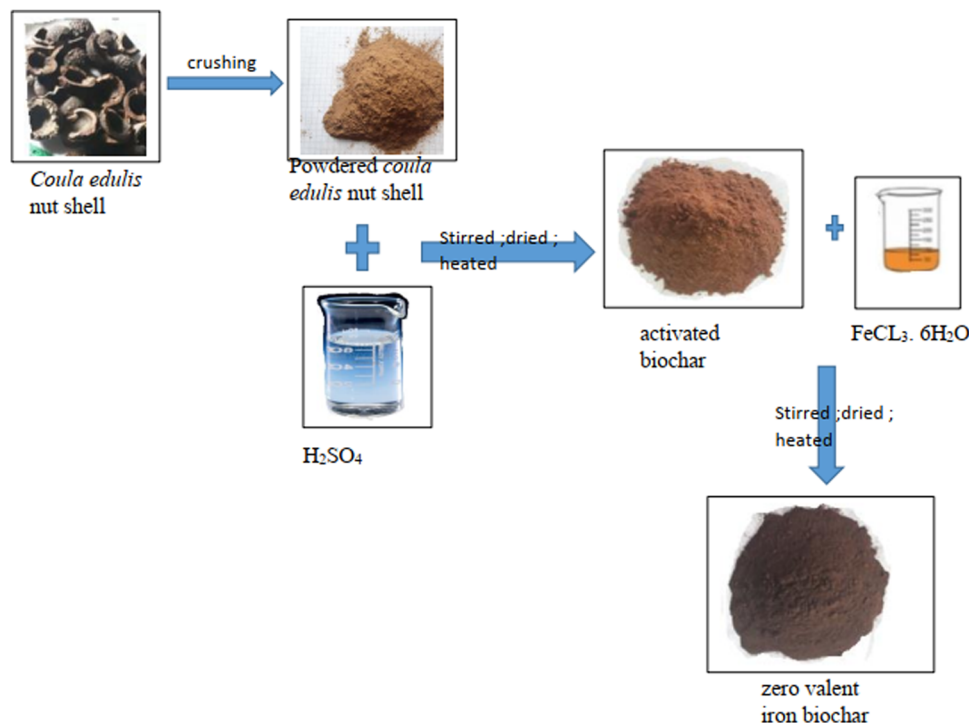 crushing
Coula edulis
nut shell
Powdered coula
edulis nut shell
Stirred ;dried ;
heated
H₂SO₄
activated
biochar
FeCL₃. 6H₂O
Stirred ;dried ;
heated
zero valent
iron biochar